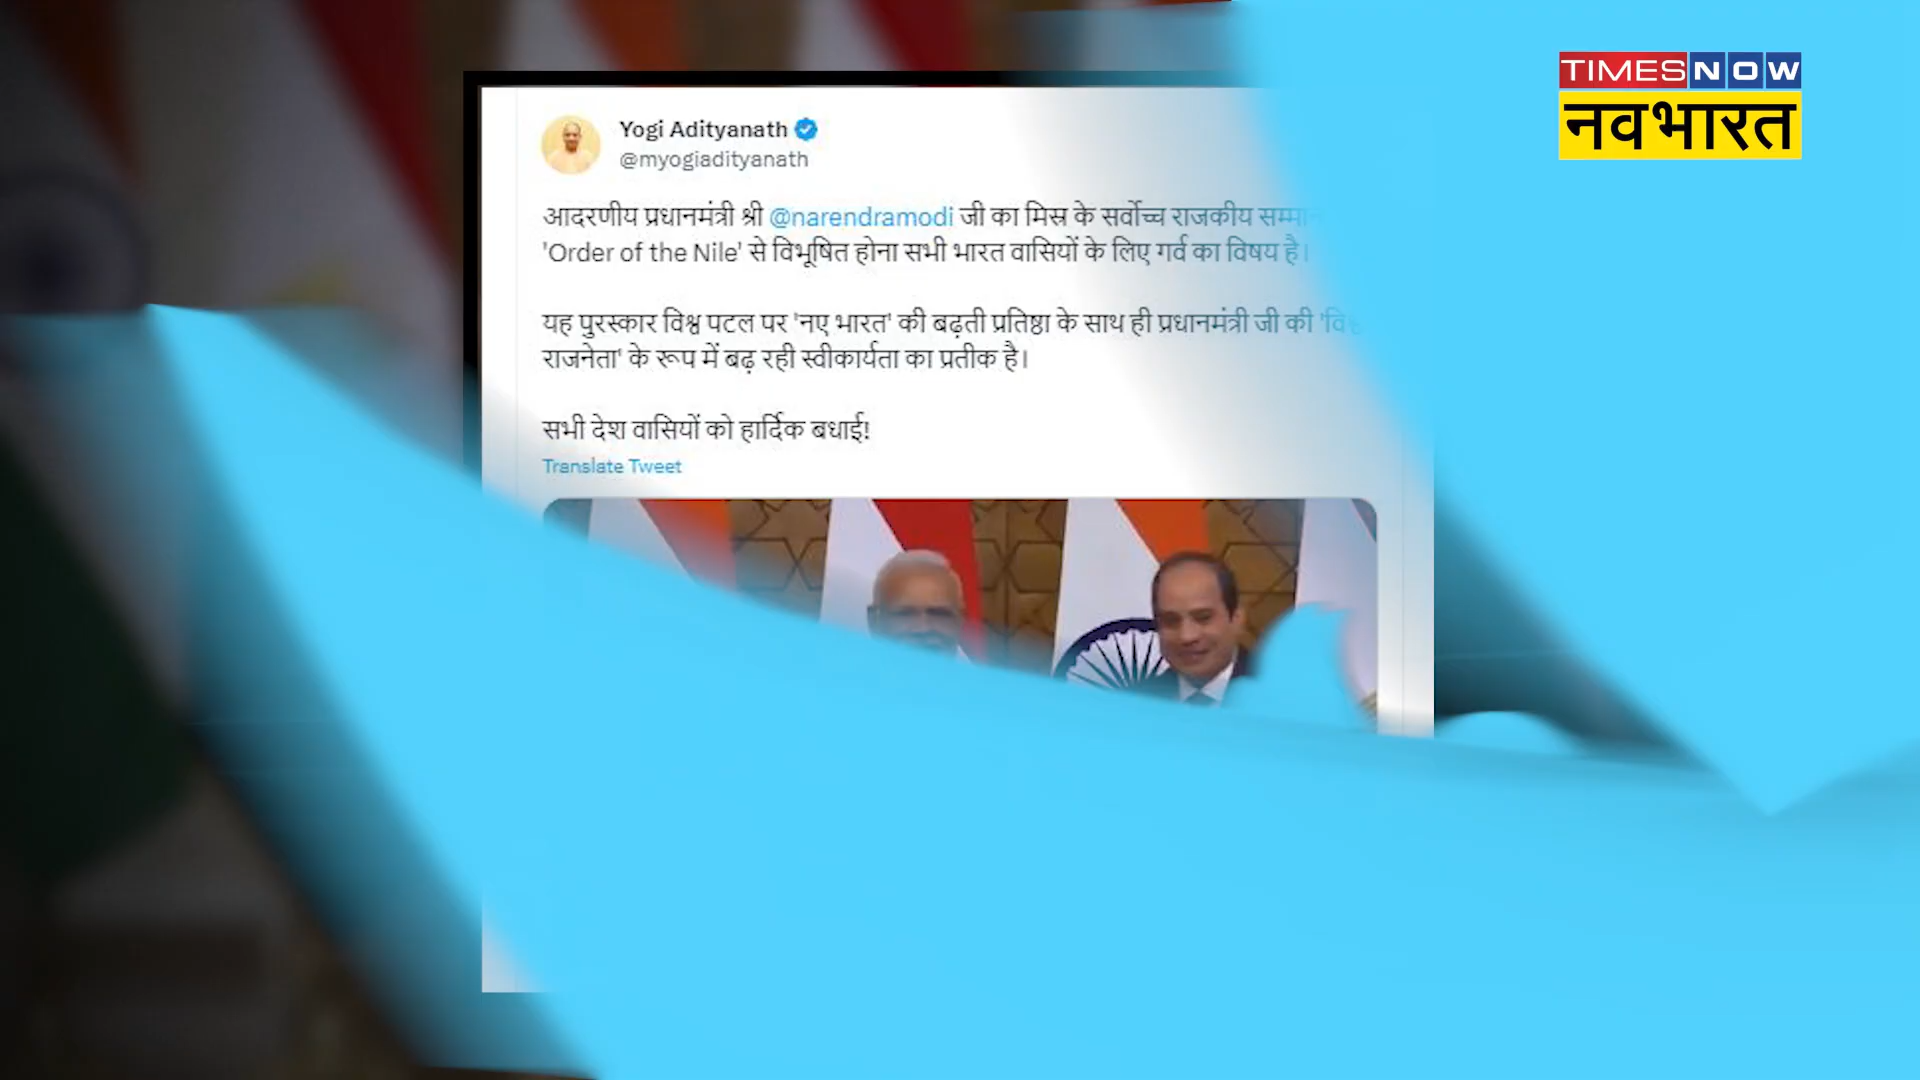 TIMES NOW
नवभारत
Yogi Adityanath
@myogiadityanath
आदरणीय प्रधानमंत्री श्री @narendramodi जी का मिस्र के सर्वोच्च राजकीय
'Order of the Nile' से विभूषित होना सभी भारत वासियों के लिए गर्व का विषय है।
यह पुरस्कार विश्व पटल पर 'नए भारत' की बढ़ती प्रतिष्ठा के साथ ही प्रधानमंत्री जी की
राजनेता' के रूप में बढ़ रही स्वीकार्यता का प्रतीक है।
सभी देश वासियों को हार्दिक बधाई!
Translate Tweet